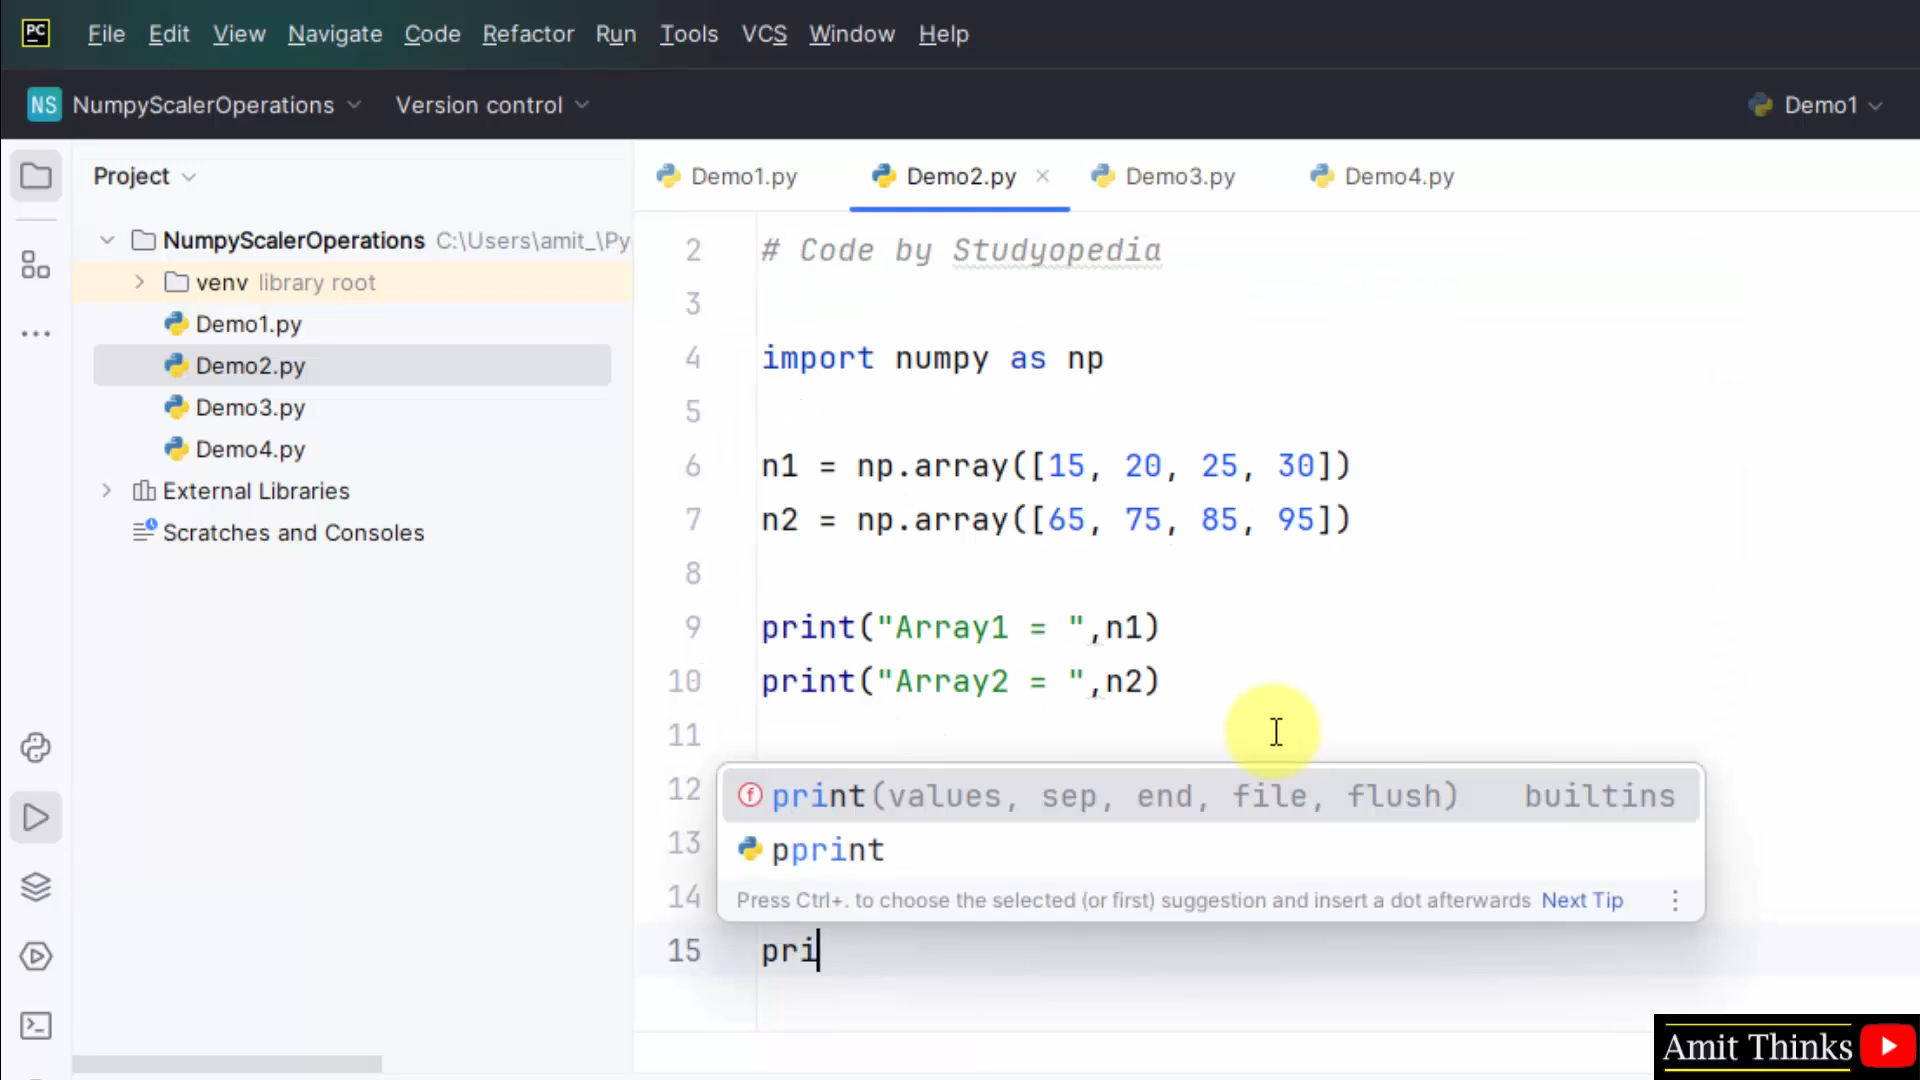 PC File Edit View Navigate Code Refactor Run Tools VCS Window Help
NS NumpyScalerOperations Version control Demo1
Project
NumpyScalerOperations C:\Users\amit_\Py
venv library root
Demo1.py
Demo2.py
Demo3.py
Demo4.py
External Libraries
Scratches and Consoles
Demo1.py Demo2.py Demo3.py Demo4.py
2 # Code by Studyopedia
3
4 import numpy as np
5
6 n1 = np.array([15, 20, 25, 30])
7 n2 = np.array([65, 75, 85, 95])
8
9 print("Array1 = ",n1)
10 print("Array2 = ",n2)
11
12
13
14
15 pri
f print(values, sep, end, file, flush) builtins
pprint
Press Ctrl+. to choose the selected (or first) suggestion and insert a dot afterwards Next Tip
Amit Thinks